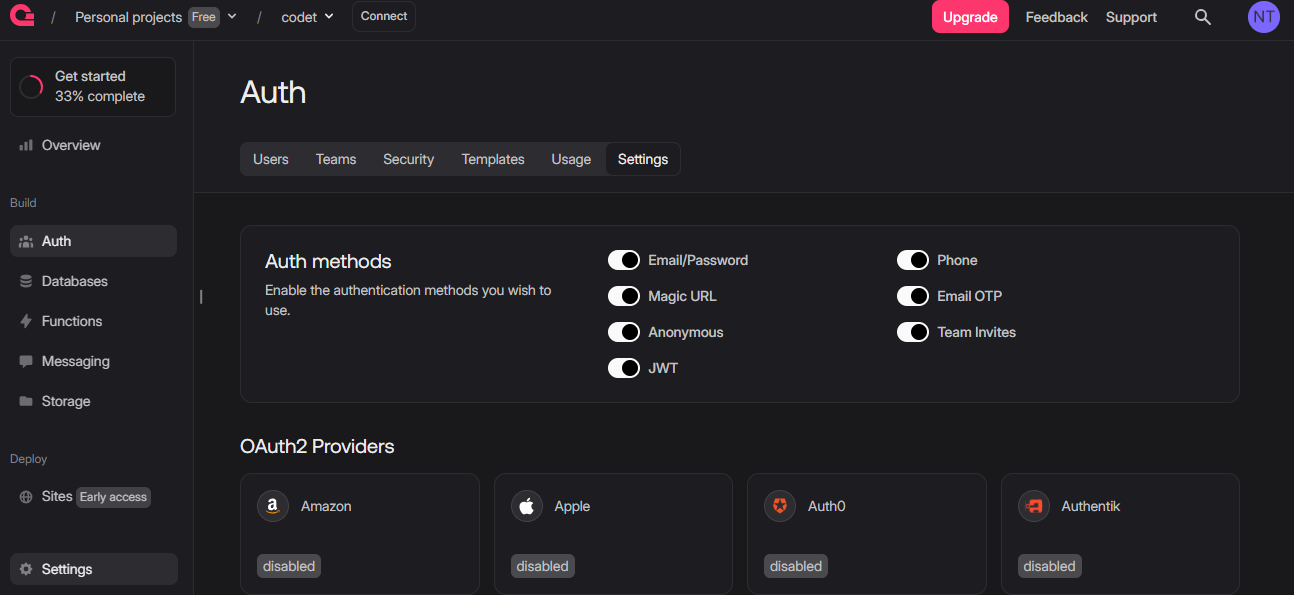 / Personal projects Free / codet Connect Upgrade Feedback Support NT
Get started
33% complete
Overview
Build
Auth
Databases
Functions
Messaging
Storage
Deploy
Sites Early access
Settings
Auth
Users Teams Security Templates Usage Settings
Auth methods
Enable the authentication methods you wish to
use.
Email/Password Phone
Magic URL Email OTP
Anonymous Team Invites
JWT
OAuth2 Providers
a Amazon Apple Auth0 Authentik
disabled disabled disabled disabled